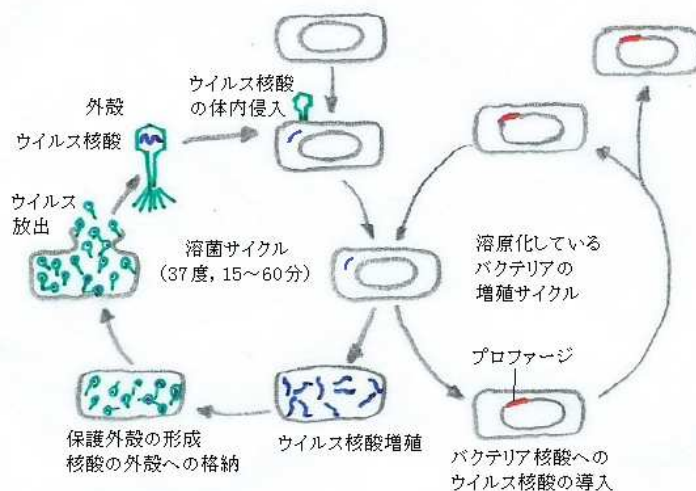 ウイルス核酸
の体内侵入
外殻
ウイルス核酸
ウイルス
放出
溶菌サイクル
(37度，15～60分)
溶原化している
バクテリアの
増殖サイクル
プロファージ
保護外殻の形成
核酸の外殻への格納
ウイルス核酸増殖
バクテリア核酸への
ウイルス核酸の導入